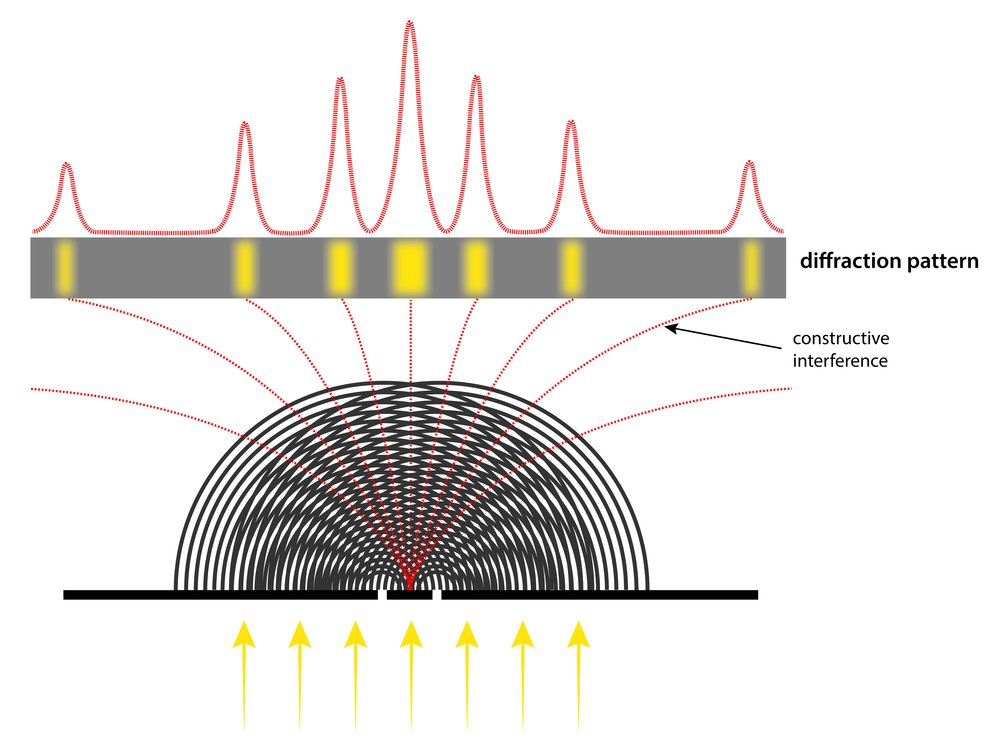 diffraction pattern
constructive
interference